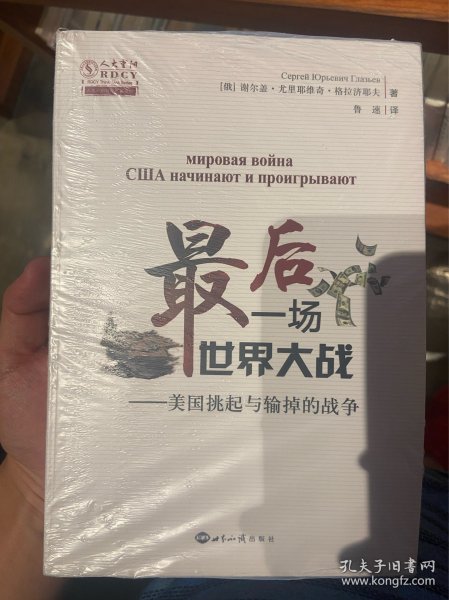 人大重阳
RDCY
Сергей Юрьевич Глазьев
[俄] 谢尔盖·尤里耶维奇·格拉济耶夫 著
鲁 速 译
мировая война
США начинают и проигрывают
最后
一场
世界大战
——美国挑起与输掉的战争
世界知识出版社
孔夫子旧书网
www.kongfz.com